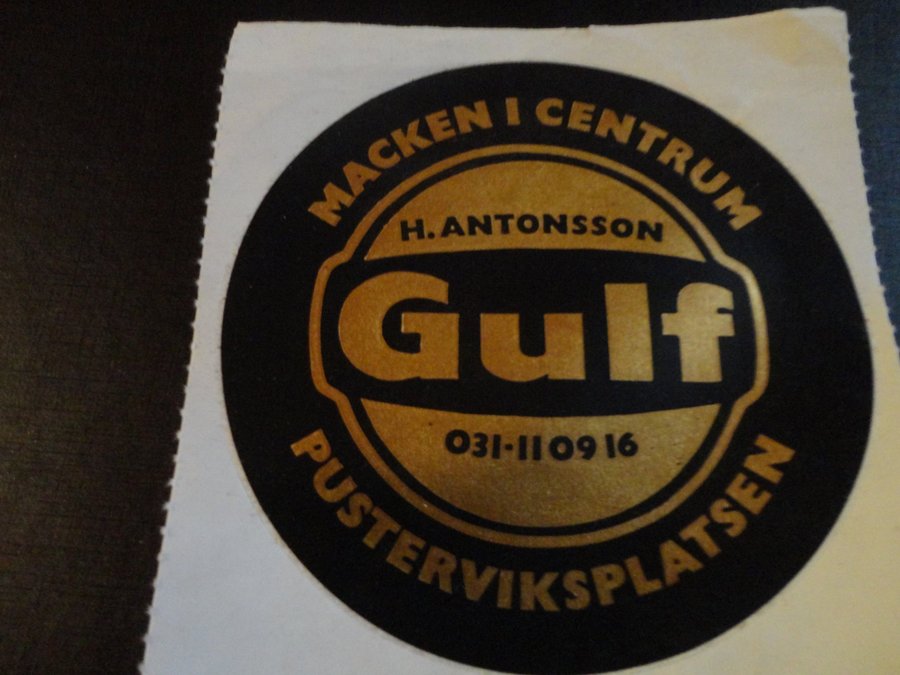 MACKEN I CENTRUM
H. ANTONSSON
Gulf
031-11 09 16
PUSTERVIKSPLATSEN